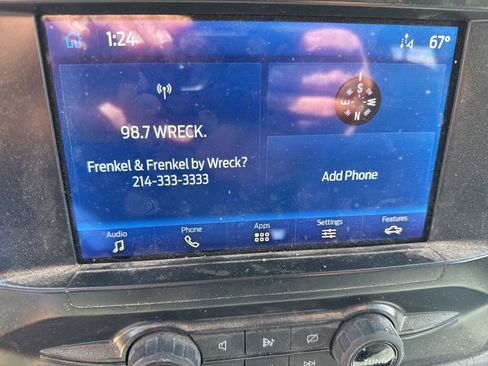 1:24
67°
98.7 WRECK.
Frenkel & Frenkel by Wreck?
214-333-3333
S
E W
N
Add Phone
Audio Phone Apps Settings Features
TUNE